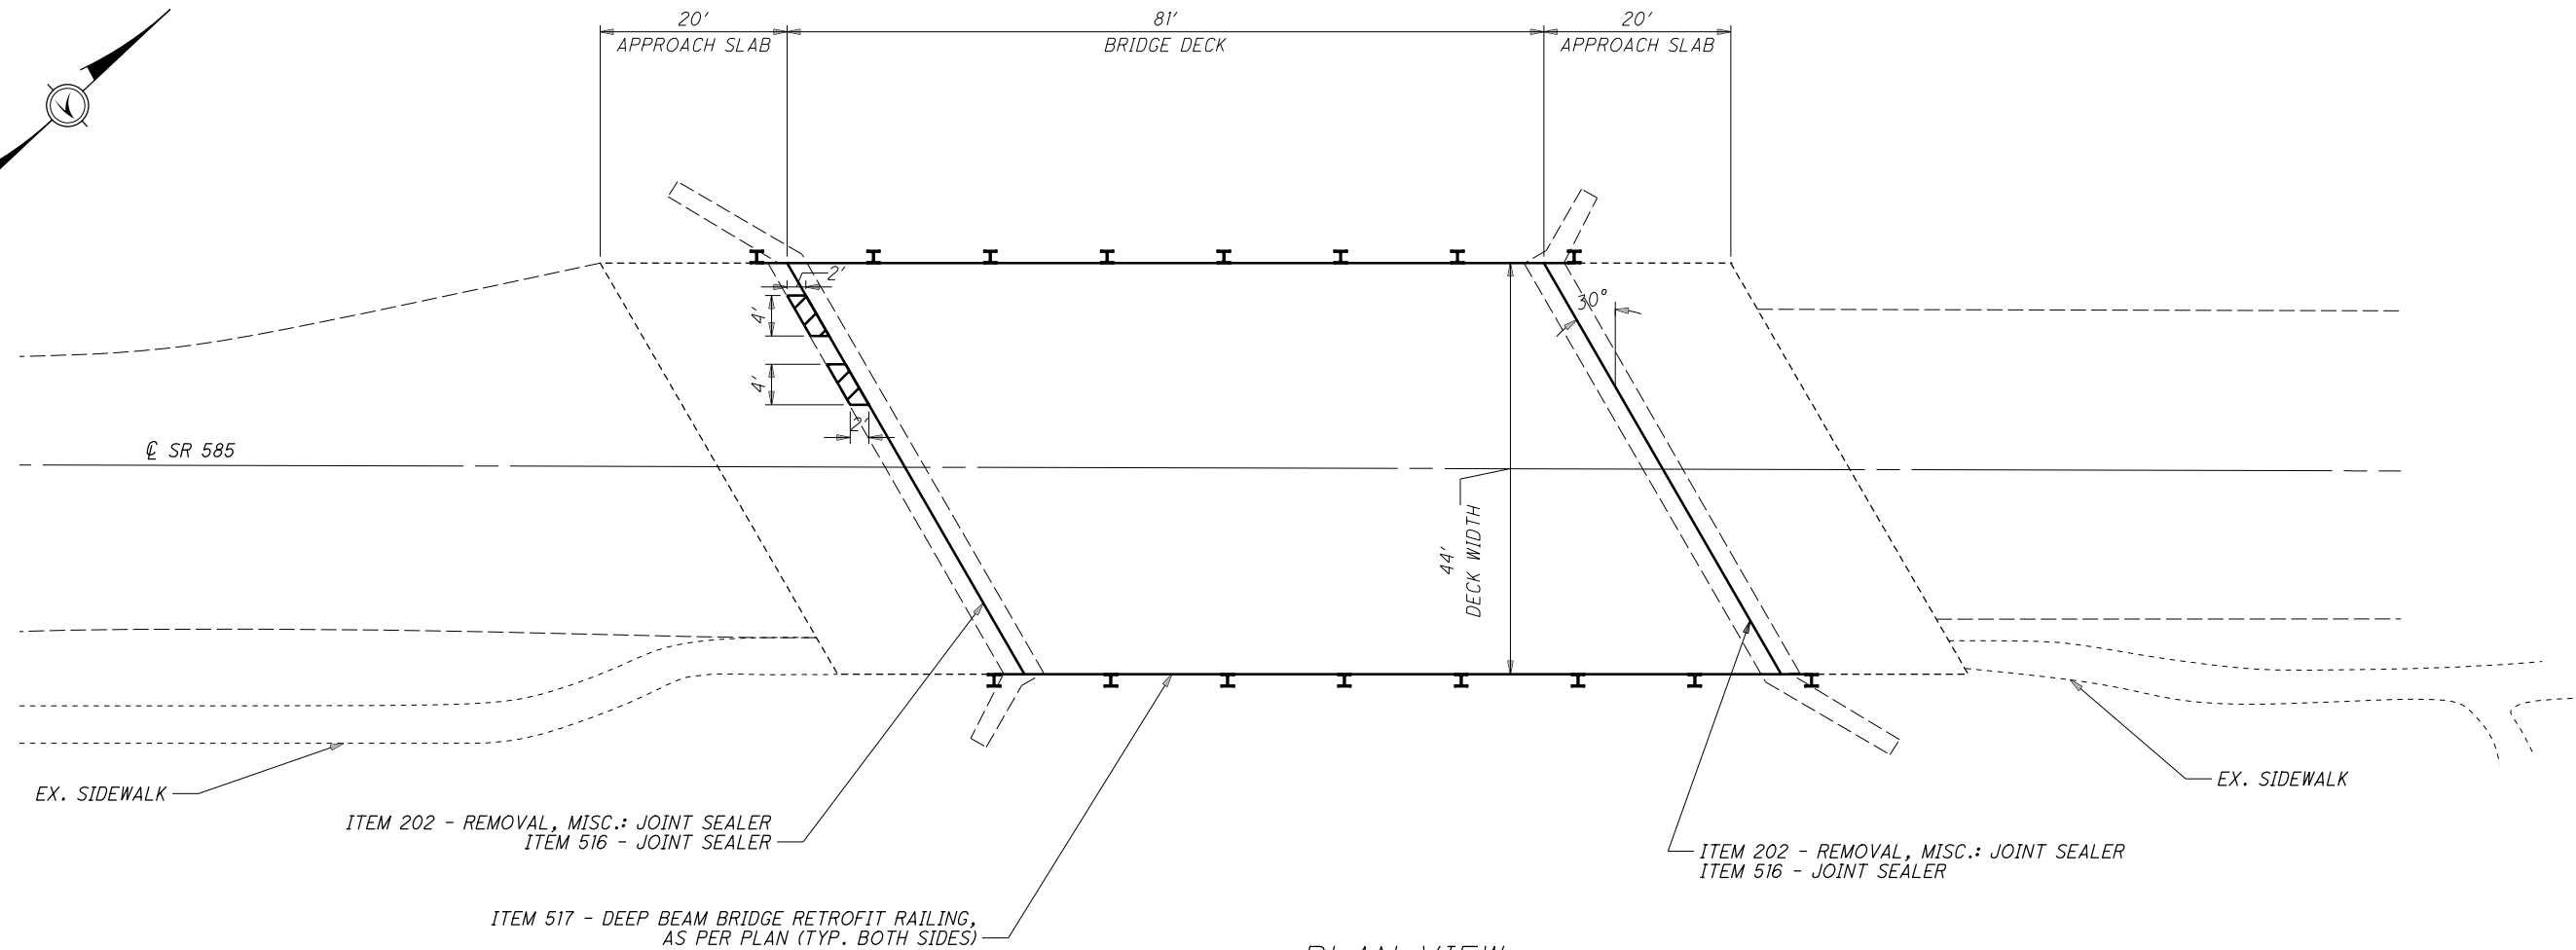 20'
81'
20'
APPROACH SLAB
BRIDGE DECK
APPROACH SLAB
2'
4'
30°
4'
2'
℄ SR 585
44'
DECK WIDTH
EX. SIDEWALK
EX. SIDEWALK
ITEM 202 - REMOVAL, MISC.: JOINT SEALER
ITEM 516 - JOINT SEALER
ITEM 202 - REMOVAL, MISC.: JOINT SEALER
ITEM 516 - JOINT SEALER
ITEM 517 - DEEP BEAM BRIDGE RETROFIT RAILING,
AS PER PLAN (TYP. BOTH SIDES)
PLAN VIEW